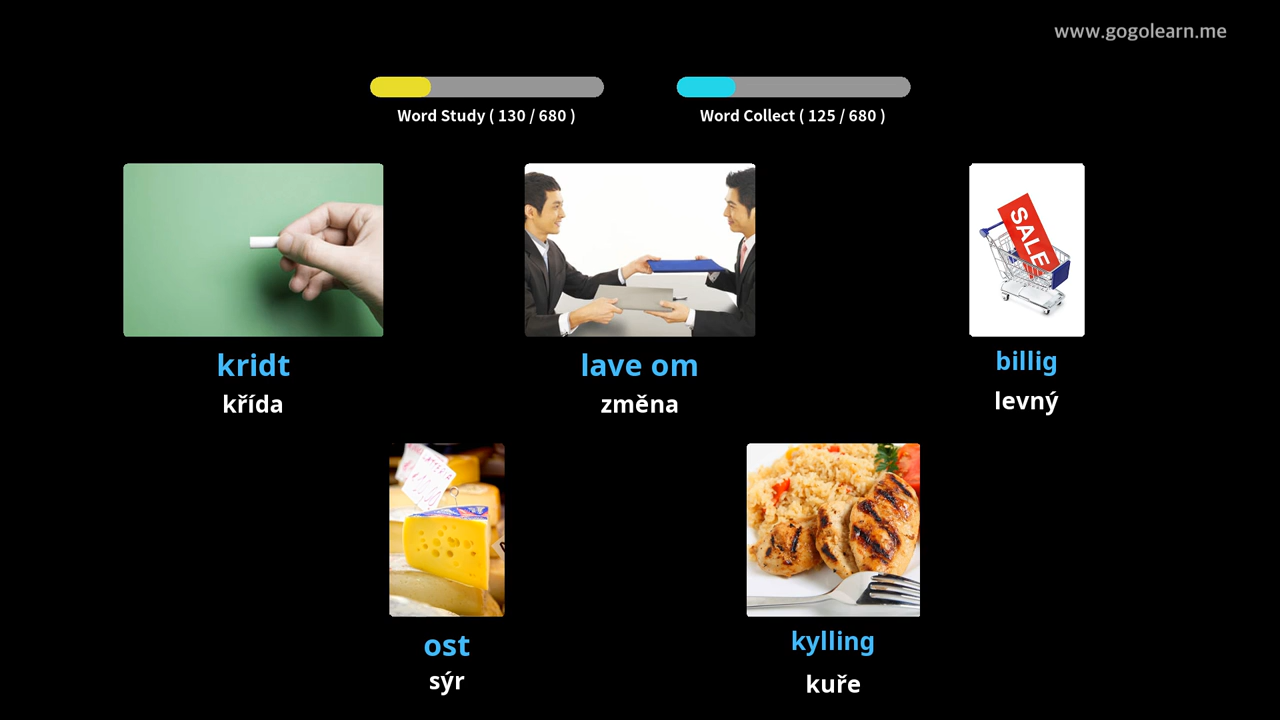 www.gogolearn.me
Word Study ( 130 / 680 )
Word Collect ( 125 / 680 )
SALE
kridt
křída
lave om
změna
billig
levný
ost
sýr
kylling
kuře